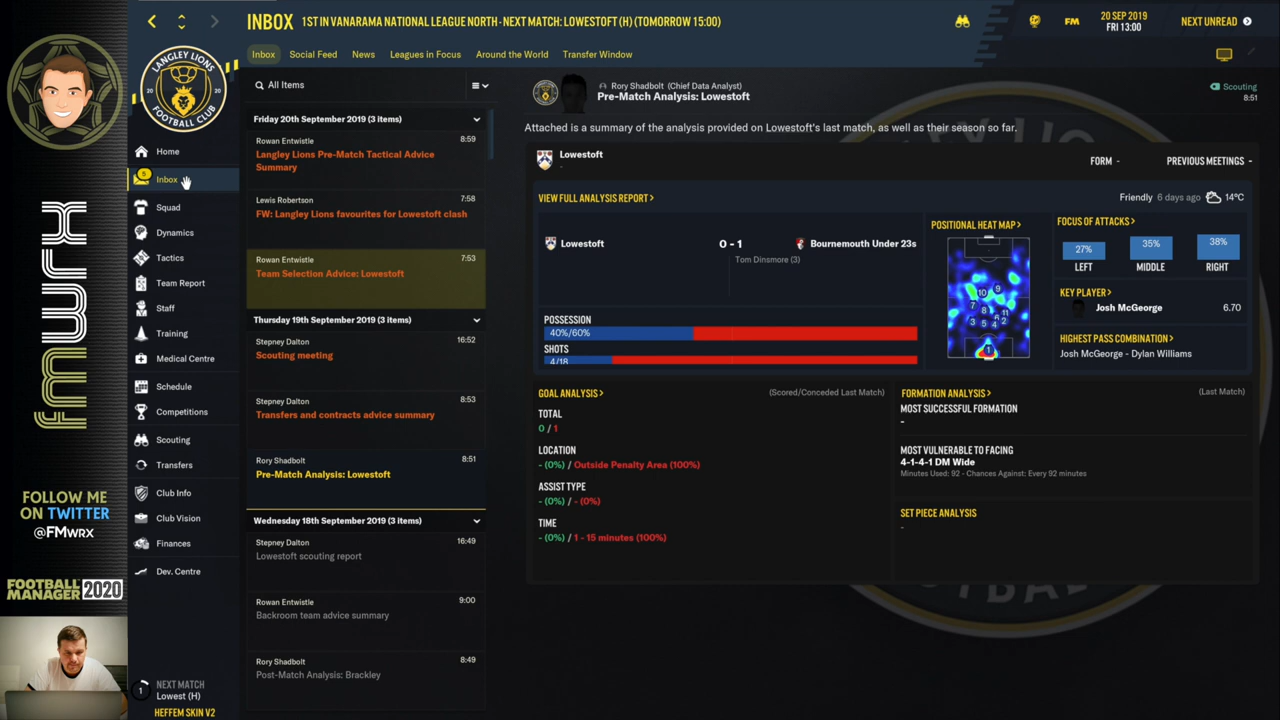 INBOX
1ST IN VANARAMA NATIONAL LEAGUE NORTH - NEXT MATCH: LOWESTOFT (H) (TOMORROW 15:00)
FM
20 SEP 2019
FRI 13:00
NEXT UNREAD
Inbox
Social Feed
News
Leagues in Focus
Around the World
Transfer Window
LANGLEY LIONS
20 20
FOOTBALL CLUB
FMWRX
FOLLOW ME
ON TWITTER
@FMWRX
FOOTBALL
MANAGER 2020
Home
5
Inbox
Squad
Dynamics
Tactics
Team Report
Staff
Training
Medical Centre
Schedule
Competitions
Scouting
Transfers
Club Info
Club Vision
Finances
Dev. Centre
1
NEXT MATCH
Lowest (H)
HEFFEM SKIN V2
All Items
Friday 20th September 2019 (3 items)
Rowan Entwistle 8:59
Langley Lions Pre-Match Tactical Advice
Summary
Lewis Robertson 7:58
FW: Langley Lions favourites for Lowestoft clash
Rowan Entwistle 7:53
Team Selection Advice: Lowestoft
Thursday 19th September 2019 (3 items)
Stepney Dalton 16:52
Scouting meeting
Stepney Dalton 8:53
Transfers and contracts advice summary
Rory Shadbolt 8:51
Pre-Match Analysis: Lowestoft
Wednesday 18th September 2019 (3 items)
Stepney Dalton 16:49
Lowestoft scouting report
Rowan Entwistle 9:00
Backroom team advice summary
Rory Shadbolt 8:49
Post-Match Analysis: Brackley
Rory Shadbolt (Chief Data Analyst)
Pre-Match Analysis: Lowestoft
Scouting
8:51
Attached is a summary of the analysis provided on Lowestoft's last match, as well as their season so far.
Lowestoft
-
FORM -
PREVIOUS MEETINGS -
VIEW FULL ANALYSIS REPORT >
Friendly 6 days ago 14°C
Lowestoft 0 - 1 Bournemouth Under 23s
Tom Dinsmore (3)
POSSESSION
40%/60%
SHOTS
4/18
POSITIONAL HEAT MAP >
FOCUS OF ATTACKS >
27% 35% 38%
LEFT MIDDLE RIGHT
KEY PLAYER >
Josh McGeorge 6.70
HIGHEST PASS COMBINATION >
Josh McGeorge - Dylan Williams
GOAL ANALYSIS >
(Scored/Conceded Last Match)
TOTAL
0 / 1
LOCATION
- (0%) / Outside Penalty Area (100%)
ASSIST TYPE
- (0%) / - (0%)
TIME
- (0%) / 1 - 15 minutes (100%)
FORMATION ANALYSIS >
(Last Match)
MOST SUCCESSFUL FORMATION
-
MOST VULNERABLE TO FACING
4-1-4-1 DM Wide
Minutes Used: 92 - Chances Against: Every 92 minutes
SET PIECE ANALYSIS
-